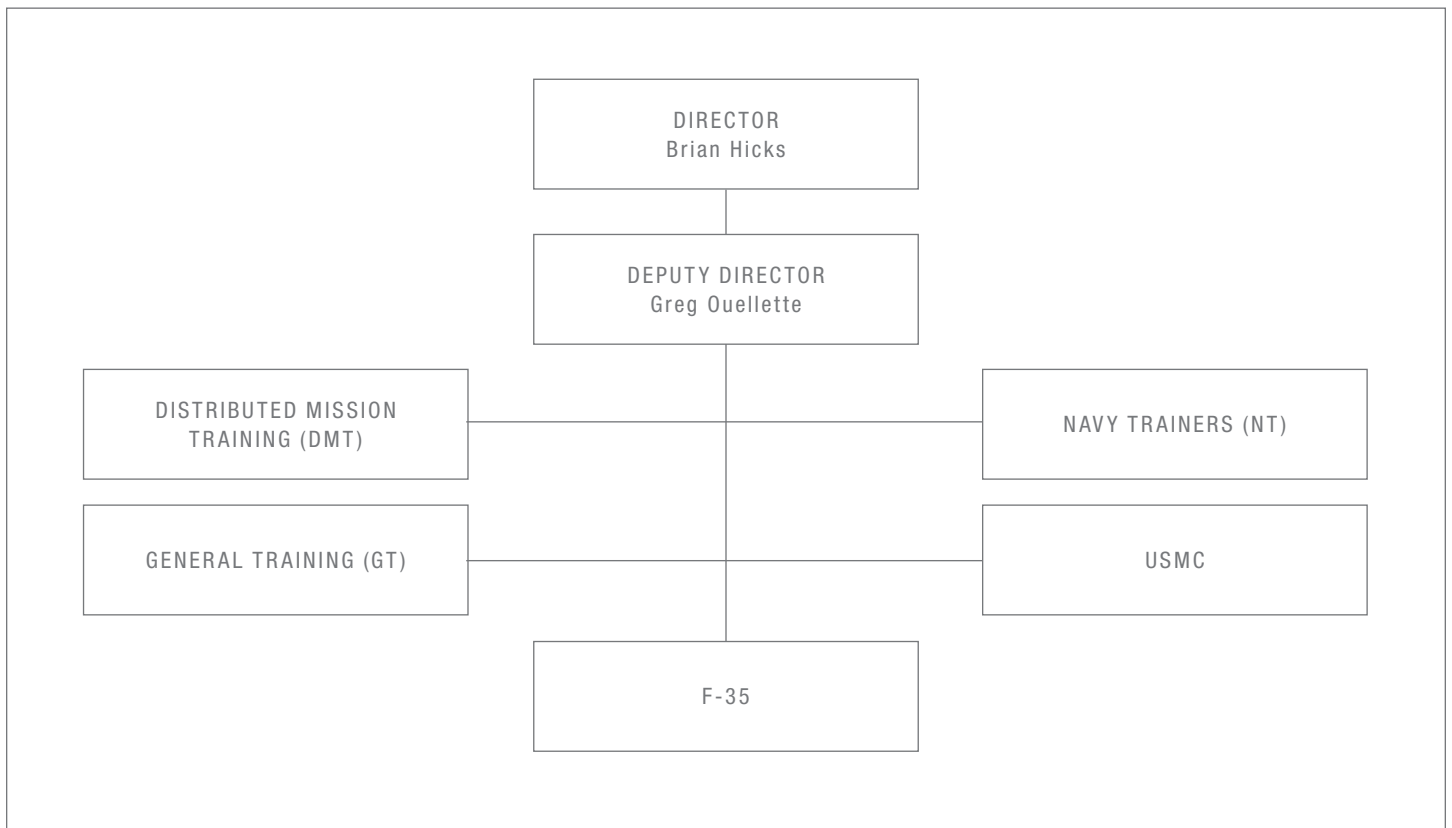 DIRECTOR
Brian Hicks
DEPUTY DIRECTOR
Greg Ouellette
DISTRIBUTED MISSION
TRAINING (DMT)
NAVY TRAINERS (NT)
GENERAL TRAINING (GT)
USMC
F-35